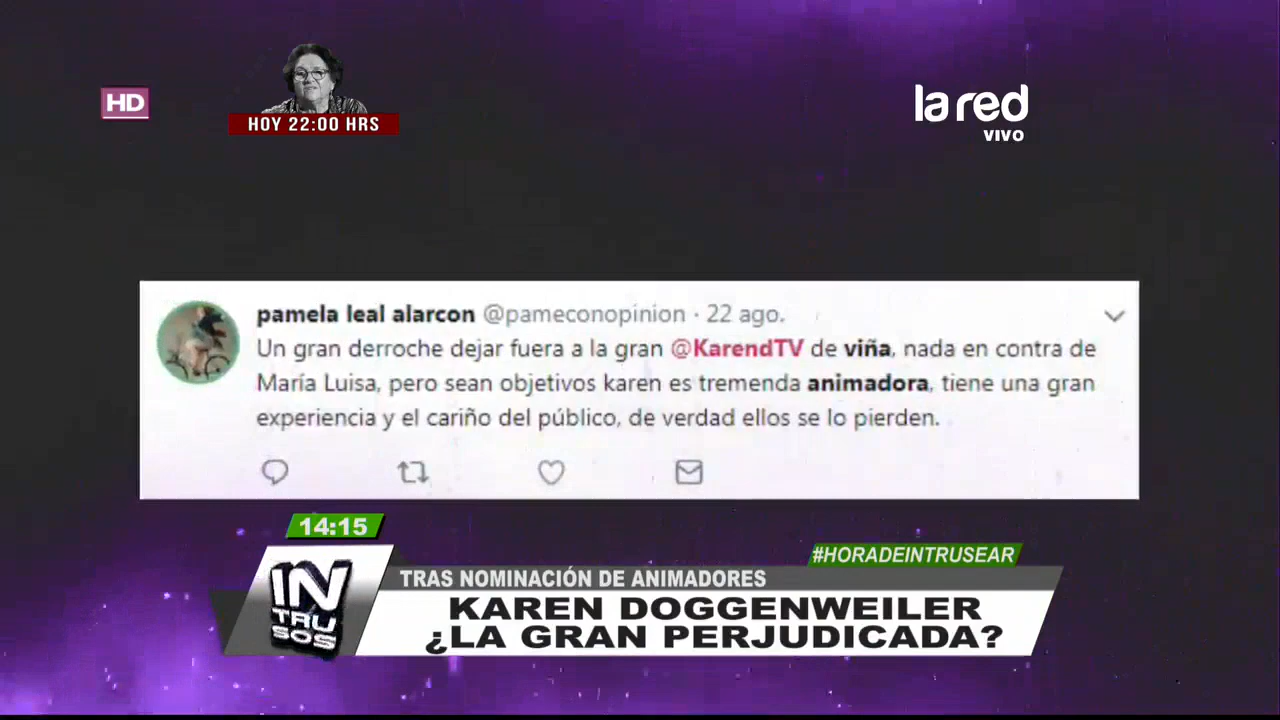 HD
HOY 22:00 HRS
la red
VIVO
pamela leal alarcon @pameconopinion · 22 ago.
Un gran derroche dejar fuera a la gran @KarendTV de viña, nada en contra de
María Luisa, pero sean objetivos karen es tremenda animadora, tiene una gran
experiencia y el cariño del público, de verdad ellos se lo pierden.
14:15
#HORADEINTRUSEAR
INTRUSOS
TRAS NOMINACIÓN DE ANIMADORES
KAREN DOGGENWEILER
¿LA GRAN PERJUDICADA?